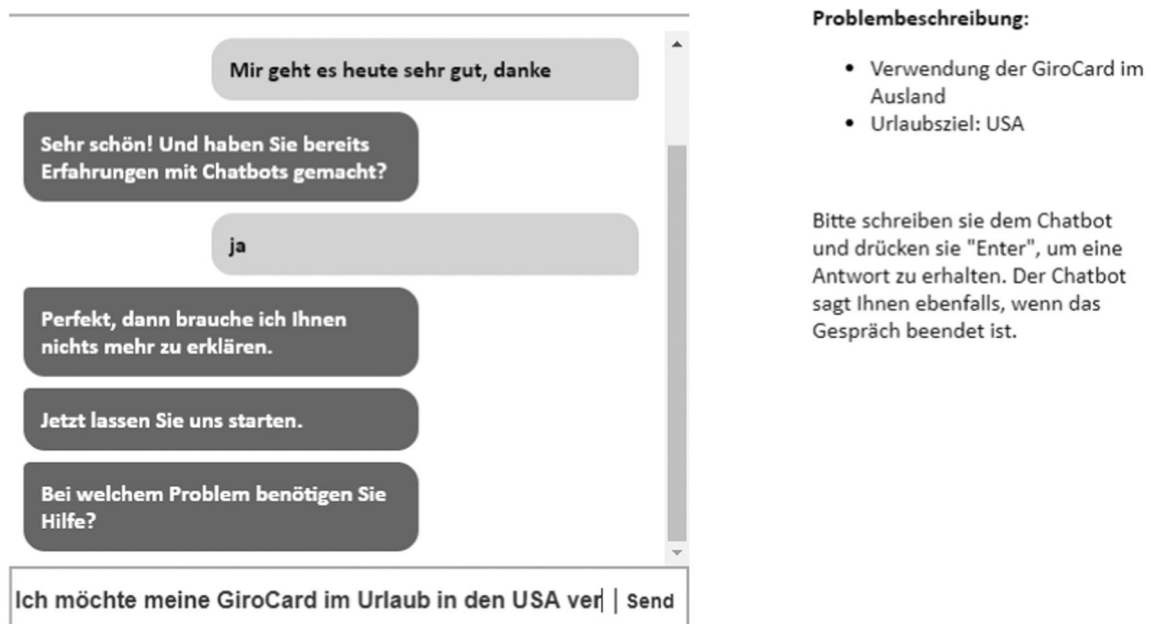 Mir geht es heute sehr gut, danke
Sehr schön! Und haben Sie bereits
Erfahrungen mit Chatbots gemacht?
ja
Perfekt, dann brauche ich Ihnen
nichts mehr zu erklären.
Jetzt lassen Sie uns starten.
Bei welchem Problem benötigen Sie
Hilfe?
Ich möchte meine GiroCard im Urlaub in den USA ver| | Send
Problembeschreibung:
• Verwendung der GiroCard im
Ausland
• Urlaubsziel: USA
Bitte schreiben sie dem Chatbot
und drücken sie "Enter", um eine
Antwort zu erhalten. Der Chatbot
sagt Ihnen ebenfalls, wenn das
Gespräch beendet ist.